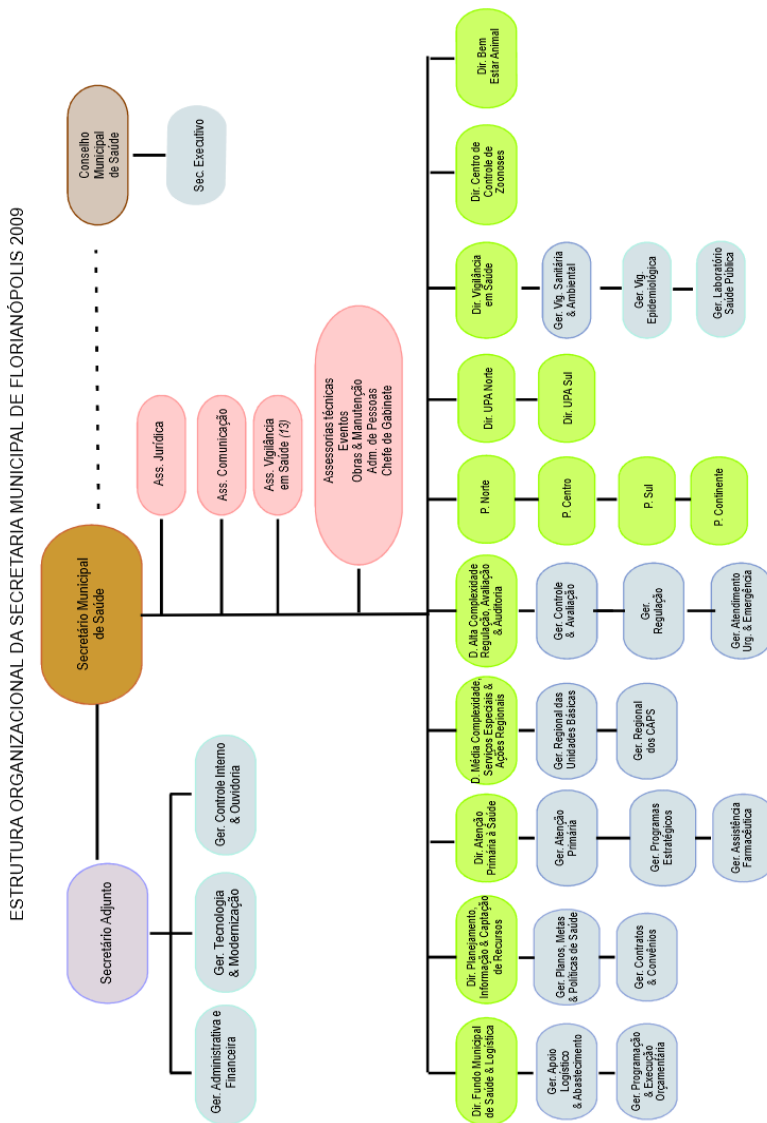 ESTRUTURA ORGANIZACIONAL DA SECRETARIA MUNICIPAL DE FLORIANÓPOLIS 2009
Secretário Municipal
de Saúde
Conselho
Municipal
de Saúde
Sec. Executivo
Secretário Adjunto
Ger. Administrativa e
Financeira
Ger. Tecnologia
& Modernização
Ger. Controle Interno
& Ouvidoria
Ass. Jurídica
Ass. Comunicação
Ass. Vigilância
em Saúde (13)
Assessorias técnicas
Eventos
Obras & Manutenção
Adm. de Pessoas
Chefe de Gabinete
Dir. Fundo Municipal
de Saúde & Logística
Ger. Apoio
Logístico
& Abastecimento
Ger. Programação
& Execução
Orçamentária
Dir. Planejamento,
Informação & Captação
de Recursos
Ger. Planos, Metas
& Políticas de Saúde
Ger. Contratos
& Convênios
Dir. Atenção
Primária à Saúde
Ger. Atenção
Primária
Ger. Programas
Estratégicos
Ger. Assistência
Farmacêutica
D. Média Complexidade,
Serviços Especiais &
Ações Regionais
Ger. Regional das
Unidades Básicas
Ger. Regional
dos CAPS
D. Alta Complexidade
Regulação, Avaliação
& Auditoria
Ger. Controle
& Avaliação
Ger.
Regulação
Ger. Atendimento
Urg. & Emergência
P. Norte
P. Centro
P. Sul
P. Continente
Dir. UPA Norte
Dir. UPA Sul
Dir. Vigilância
em Saúde
Ger. Vig. Sanitária
& Ambiental
Ger. Vig.
Epidemiológica
Ger. Laboratório
Saúde Pública
Dir. Centro de
Controle de
Zoonoses
Dir. Bem
Estar Animal